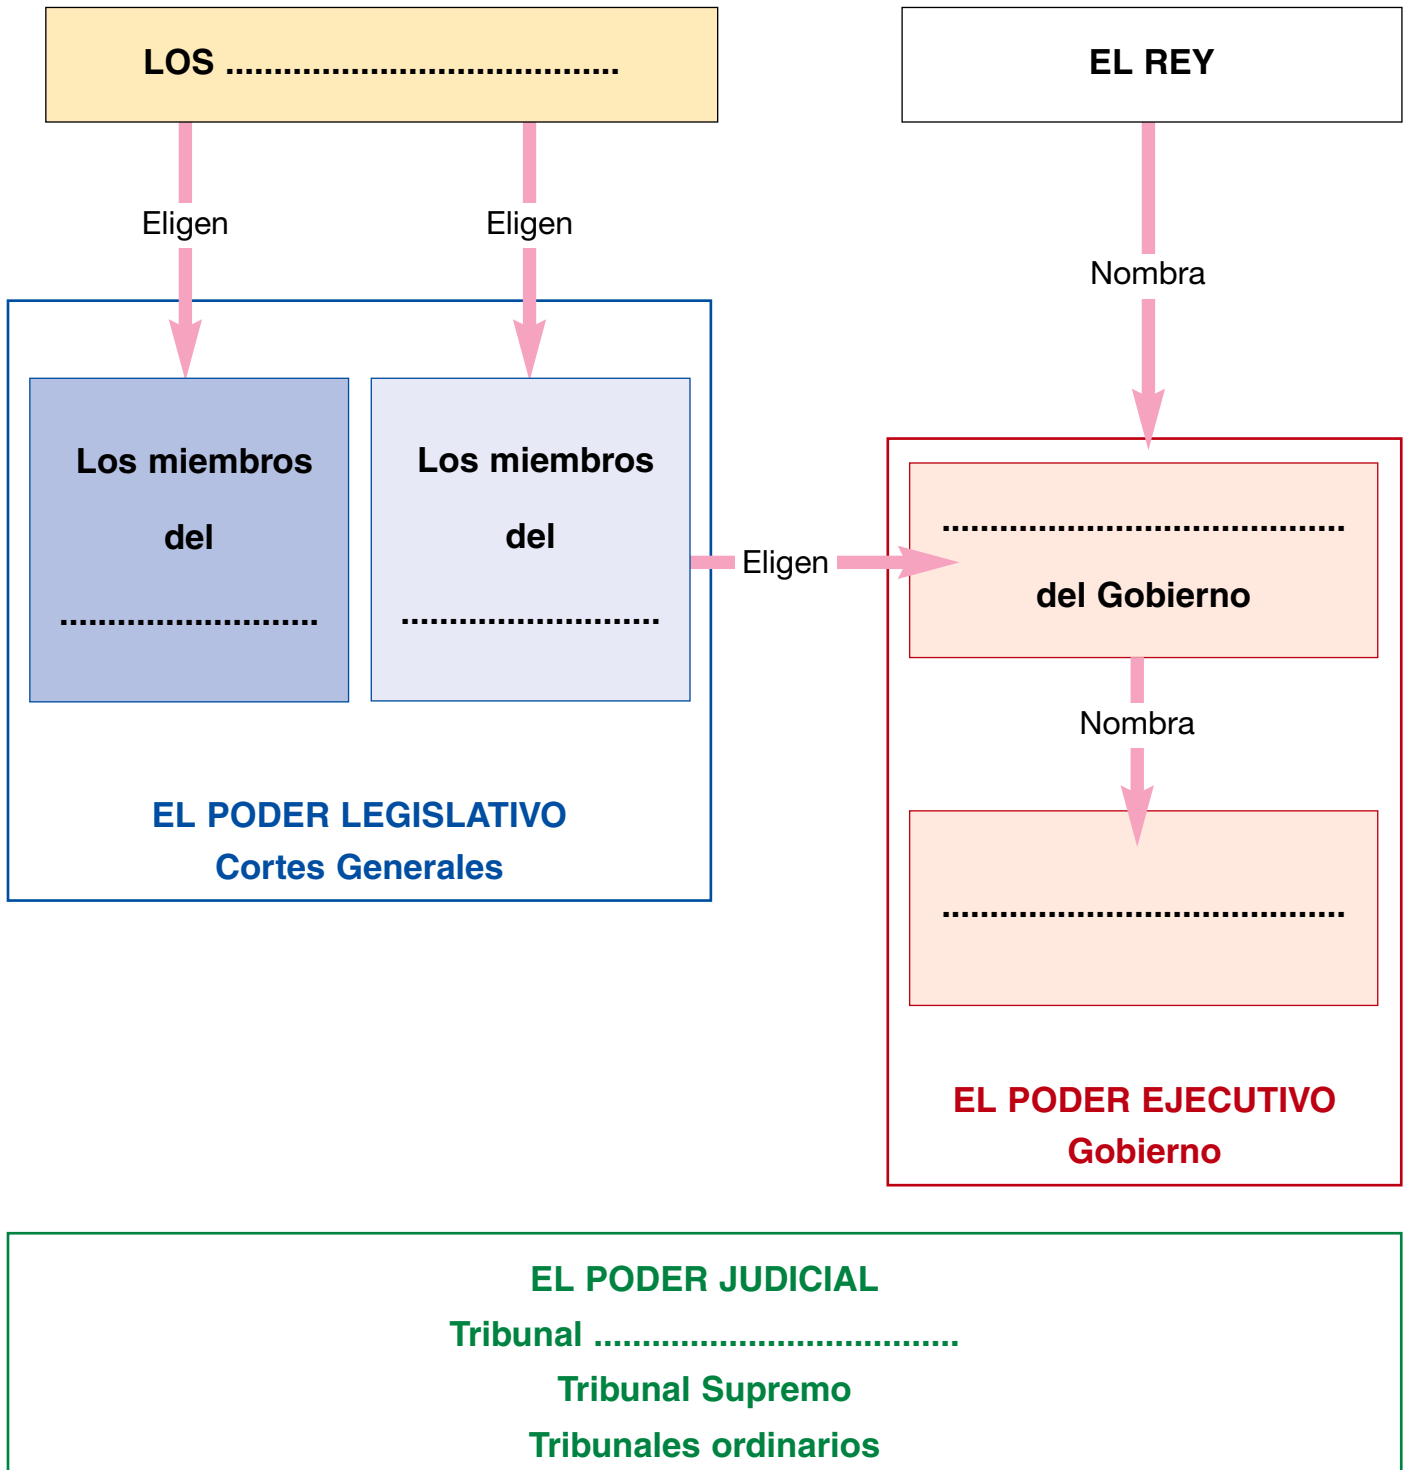 LOS .........................................
EL REY
Eligen
Eligen
Nombra
Los miembros
del
...........................
Los miembros
del
...........................
Eligen
..........................................
del Gobierno
Nombra
..........................................
EL PODER LEGISLATIVO
Cortes Generales
EL PODER EJECUTIVO
Gobierno
EL PODER JUDICIAL
Tribunal ......................................
Tribunal Supremo
Tribunales ordinarios